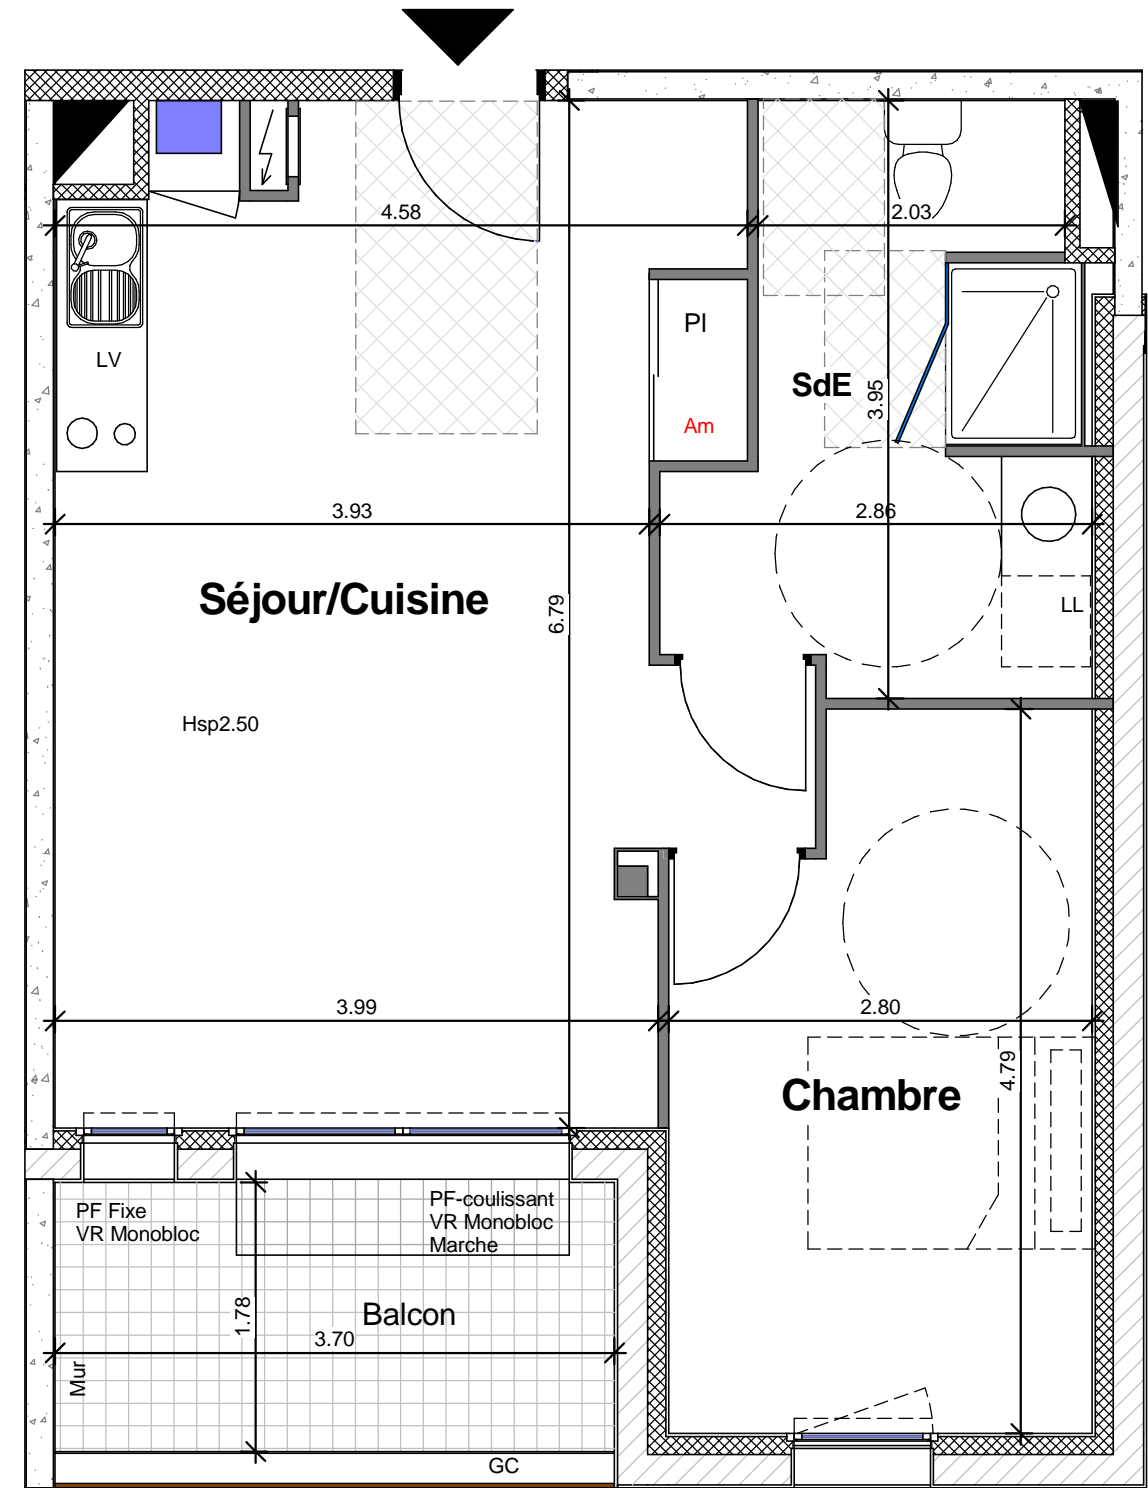 4.58
2.03
LV
Pl
Am
SdE
3.95
3.93
2.86
Séjour/Cuisine
6.79
LL
Hsp2.50
3.99
2.80
4.79
Chambre
PF Fixe
VR Monobloc
PF-coulissant
VR Monobloc
Marche
1.78
Balcon
3.70
Mur
GC